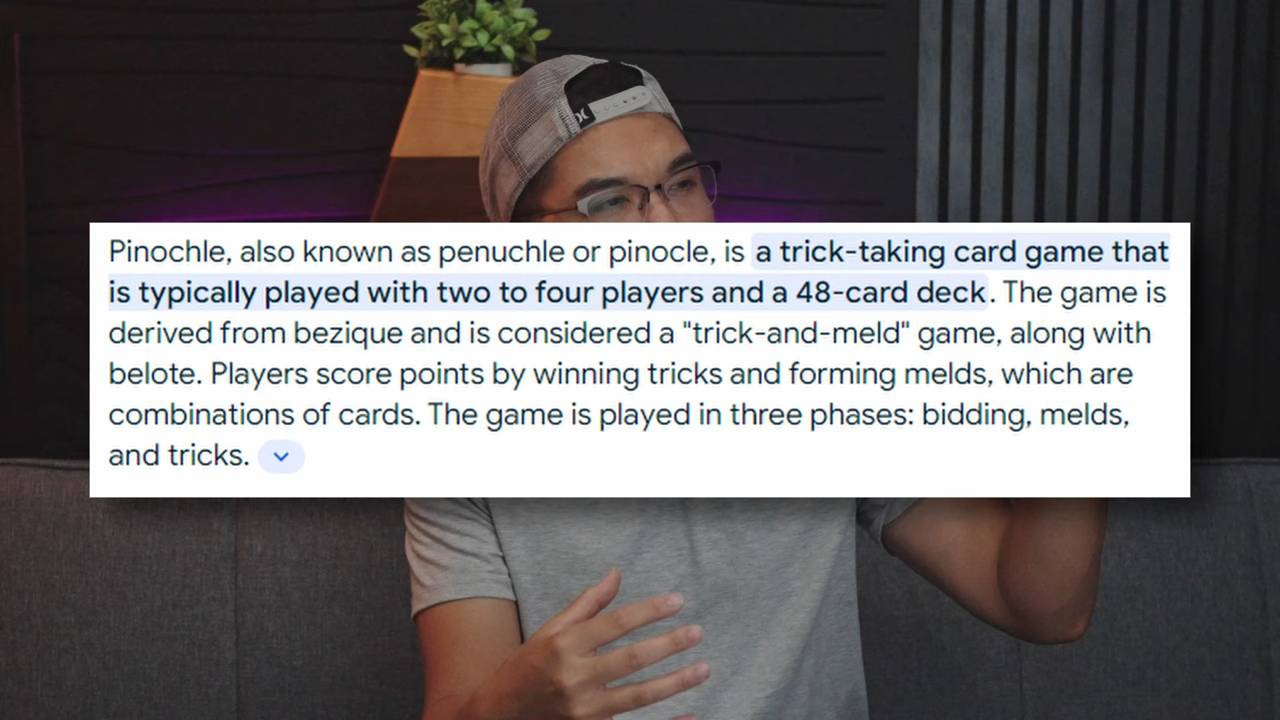 Pinochle, also known as penuchle or pinocle, is a trick-taking card game that
is typically played with two to four players and a 48-card deck. The game is
derived from bezique and is considered a "trick-and-meld" game, along with
belote. Players score points by winning tricks and forming melds, which are
combinations of cards. The game is played in three phases: bidding, melds,
and tricks.